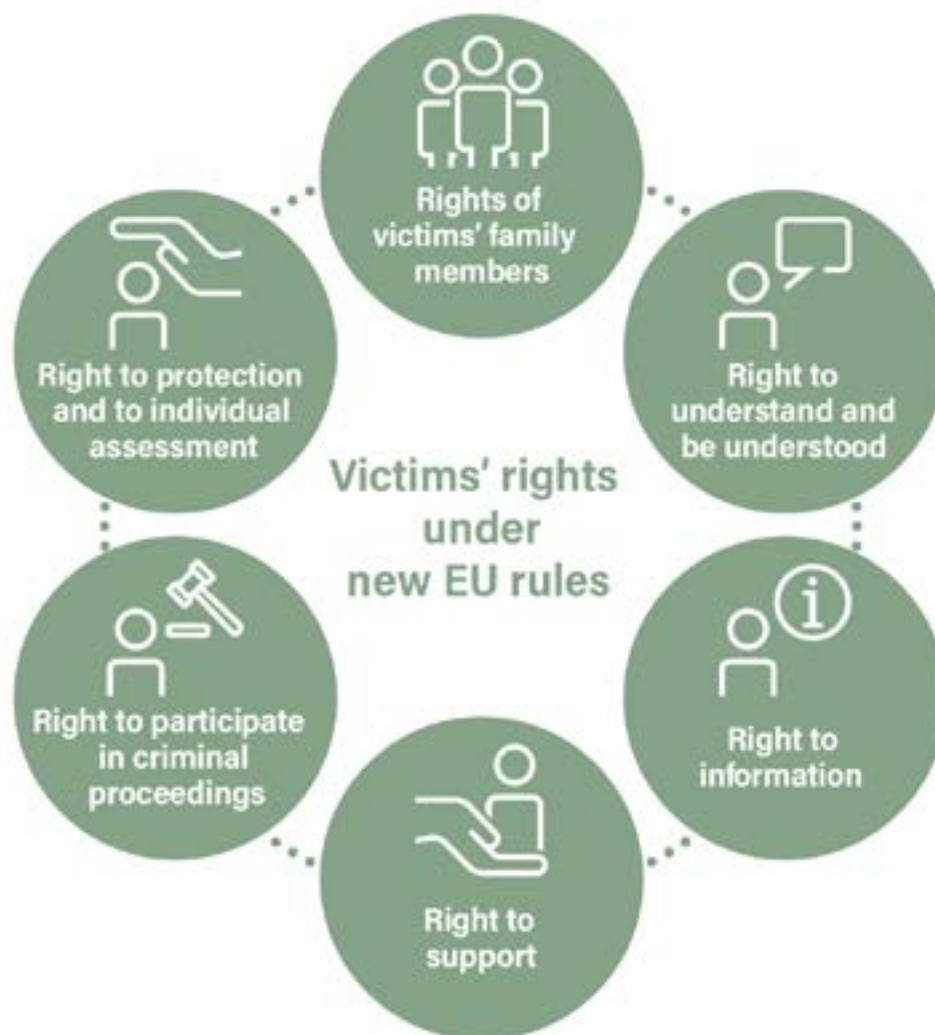 Rights of
victims' family
members
Right to
understand and
be understood
Right to
information
Right to
support
Right to participate
in criminal
proceedings
Right to protection
and to individual
assessment
Victims' rights
under
new EU rules